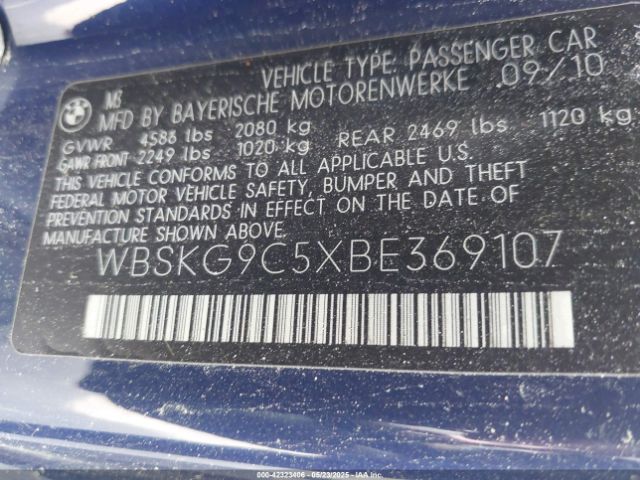 BMW
M3
VEHICLE TYPE: PASSENGER CAR
MFD BY BAYERISCHE MOTORENWERKE 09/10
GVWR 4586 lbs 2080 kg
GAWR FRONT 2249 lbs 1020 kg REAR 2469 lbs 1120 kg
THIS VEHICLE CONFORMS TO ALL APPLICABLE U.S.
FEDERAL MOTOR VEHICLE SAFETY, BUMPER AND THEFT
PREVENTION STANDARDS IN EFFECT ON THE DATE OF
MANUFACTURE SHOWN ABOVE.
WBSKG9C5XBE369107
000-42323406 - 05/23/2025 - IAA Inc.